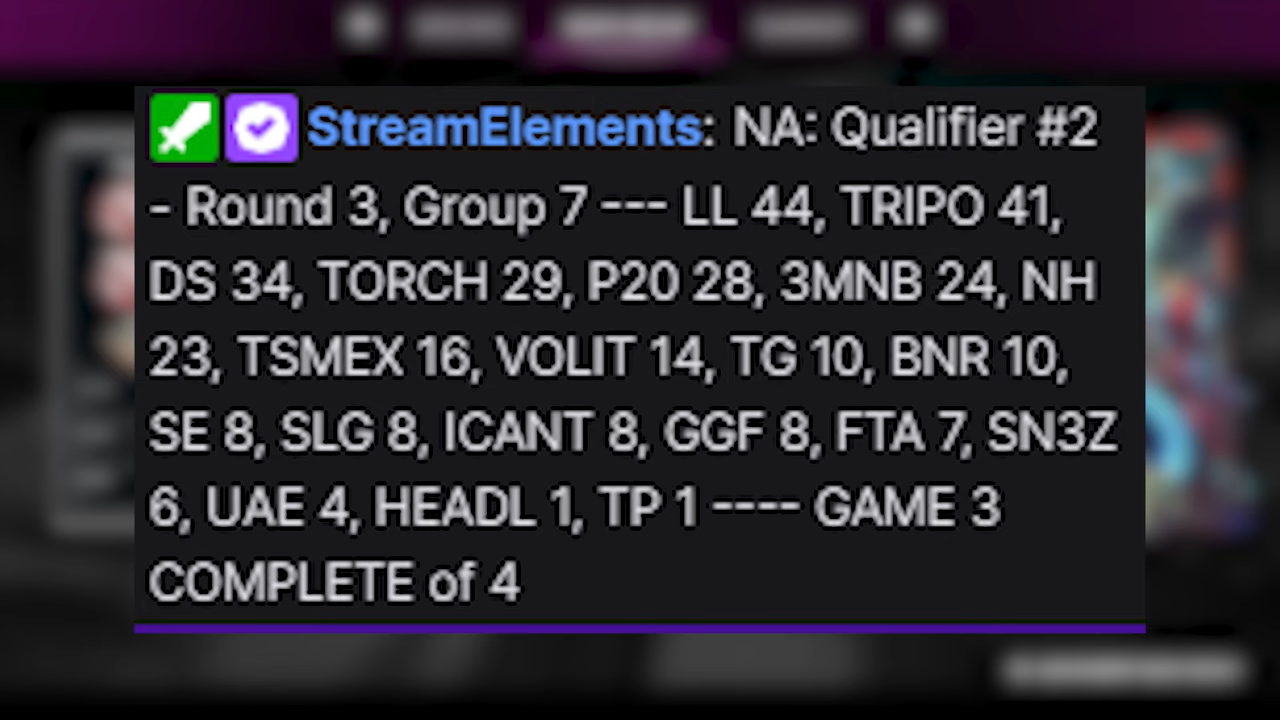 StreamElements: NA: Qualifier #2
- Round 3, Group 7 --- LL 44, TRIPO 41,
DS 34, TORCH 29, P20 28, 3MNB 24, NH
23, TSMEX 16, VOLIT 14, TG 10, BNR 10,
SE 8, SLG 8, ICANT 8, GGF 8, FTA 7, SN3Z
6, UAE 4, HEADL 1, TP 1 ---- GAME 3
COMPLETE of 4